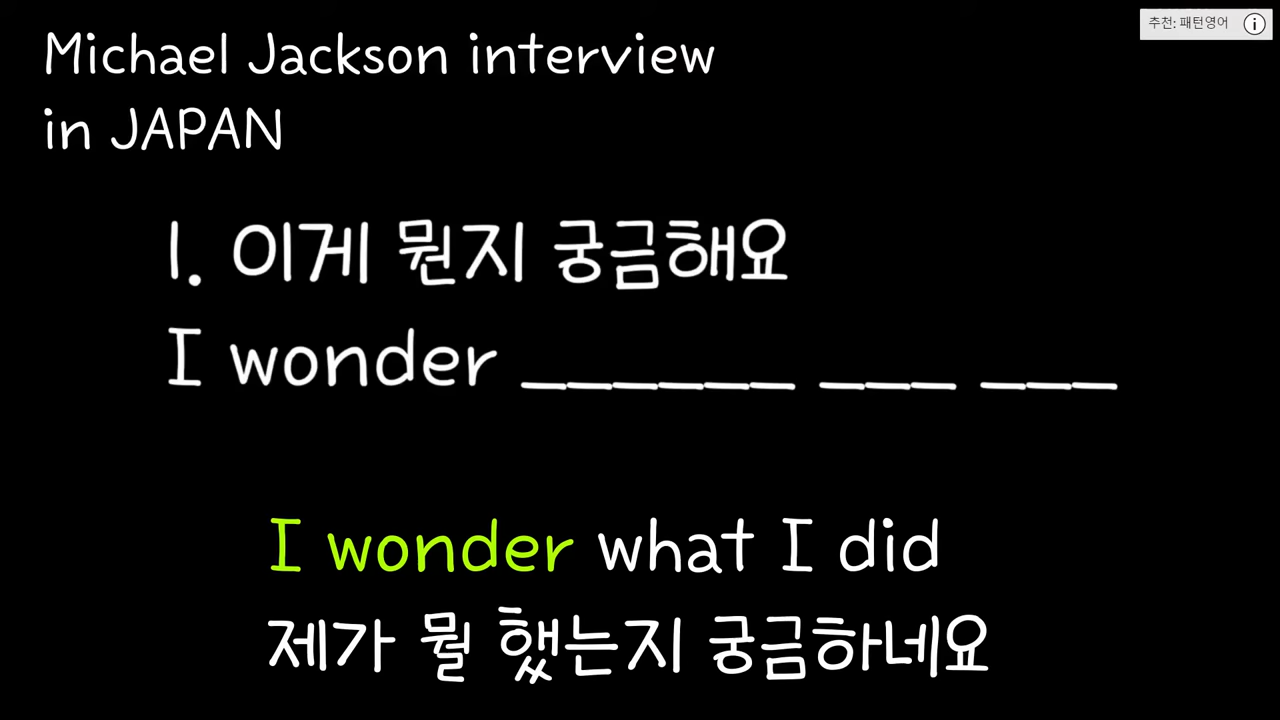 추천: 패턴영어
Michael Jackson interview
in JAPAN
1. 이게 뭔지 궁금해요
I wonder ______ ___ ___
I wonder what I did
제가 뭘 했는지 궁금하네요